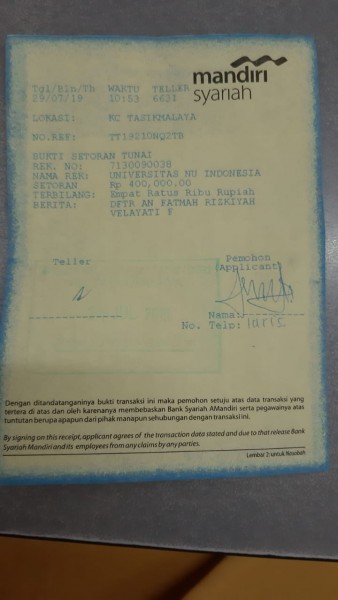 mandiri
syariah
Tgl/Bln/Th WAKTU TELLER
29/07/19 10:53 6631
LOKASI: KC TASIKMALAYA
NO.REF: TT19210NQ2YB
BUKTI SETORAN TUNAI
REK. NO: 7130090038
NAMA REK: UNIVERSITAS NU INDONESIA
SETORAN Rp 400,000.00
TERBILANG: Empat Ratus Ribu Rupiah
BERITA: DFTR AN FATMAH RIZKIYAH
VELAYATI F
Teller Pemohon
(Applicant)
Nama:
No. Telp: Iaris.
Dengan ditandatanganinya bukti transaksi ini maka pemohon setuju atas data transaksi yang
tertera di atas dan oleh karenanya membebaskan Bank Syariah AMandiri serta pegawainya atas
tuntutan berupa apapun dari pihak manapun sehubungan dengan transaksi ini.
By signing on this receipt, applicant agrees of the transaction data stated and due to that release Bank
Syariah Mandiri and its employees from any claims by any parties.
Lembar 2: untuk Nasabah